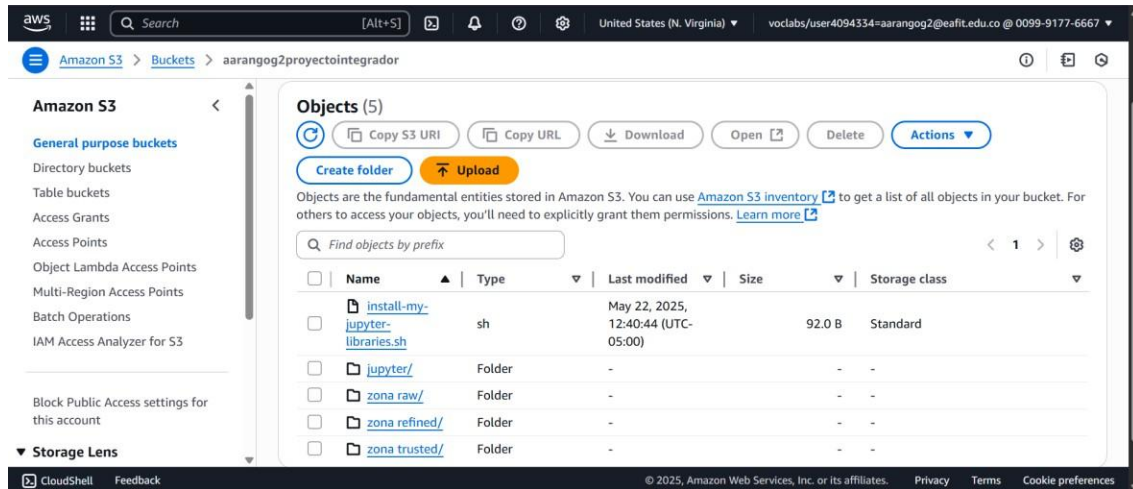 aws
Search [Alt+S] United States (N. Virginia) ▼ voclabs/user4094334=aarangog2@eafit.edu.co @ 0099-9177-6667 ▼
Amazon S3 > Buckets > aarangog2proyectointegrador
Amazon S3
General purpose buckets
Directory buckets
Table buckets
Access Grants
Access Points
Object Lambda Access Points
Multi-Region Access Points
Batch Operations
IAM Access Analyzer for S3
Block Public Access settings for
this account
▼ Storage Lens
Objects (5)
Copy S3 URI Copy URL Download Open Delete Actions ▼
Create folder Upload
Objects are the fundamental entities stored in Amazon S3. You can use Amazon S3 inventory to get a list of all objects in your bucket. For
others to access your objects, you'll need to explicitly grant them permissions. Learn more
Find objects by prefix < 1 >
Name ▲ Type Last modified Size Storage class
install-my-
jupyter-
libraries.sh
sh
May 22, 2025,
12:40:44 (UTC-
05:00)
92.0 B Standard
jupyter/ Folder - - -
zona raw/ Folder - - -
zona refined/ Folder - - -
zona trusted/ Folder - - -
CloudShell Feedback © 2025, Amazon Web Services, Inc. or its affiliates. Privacy Terms Cookie preferences